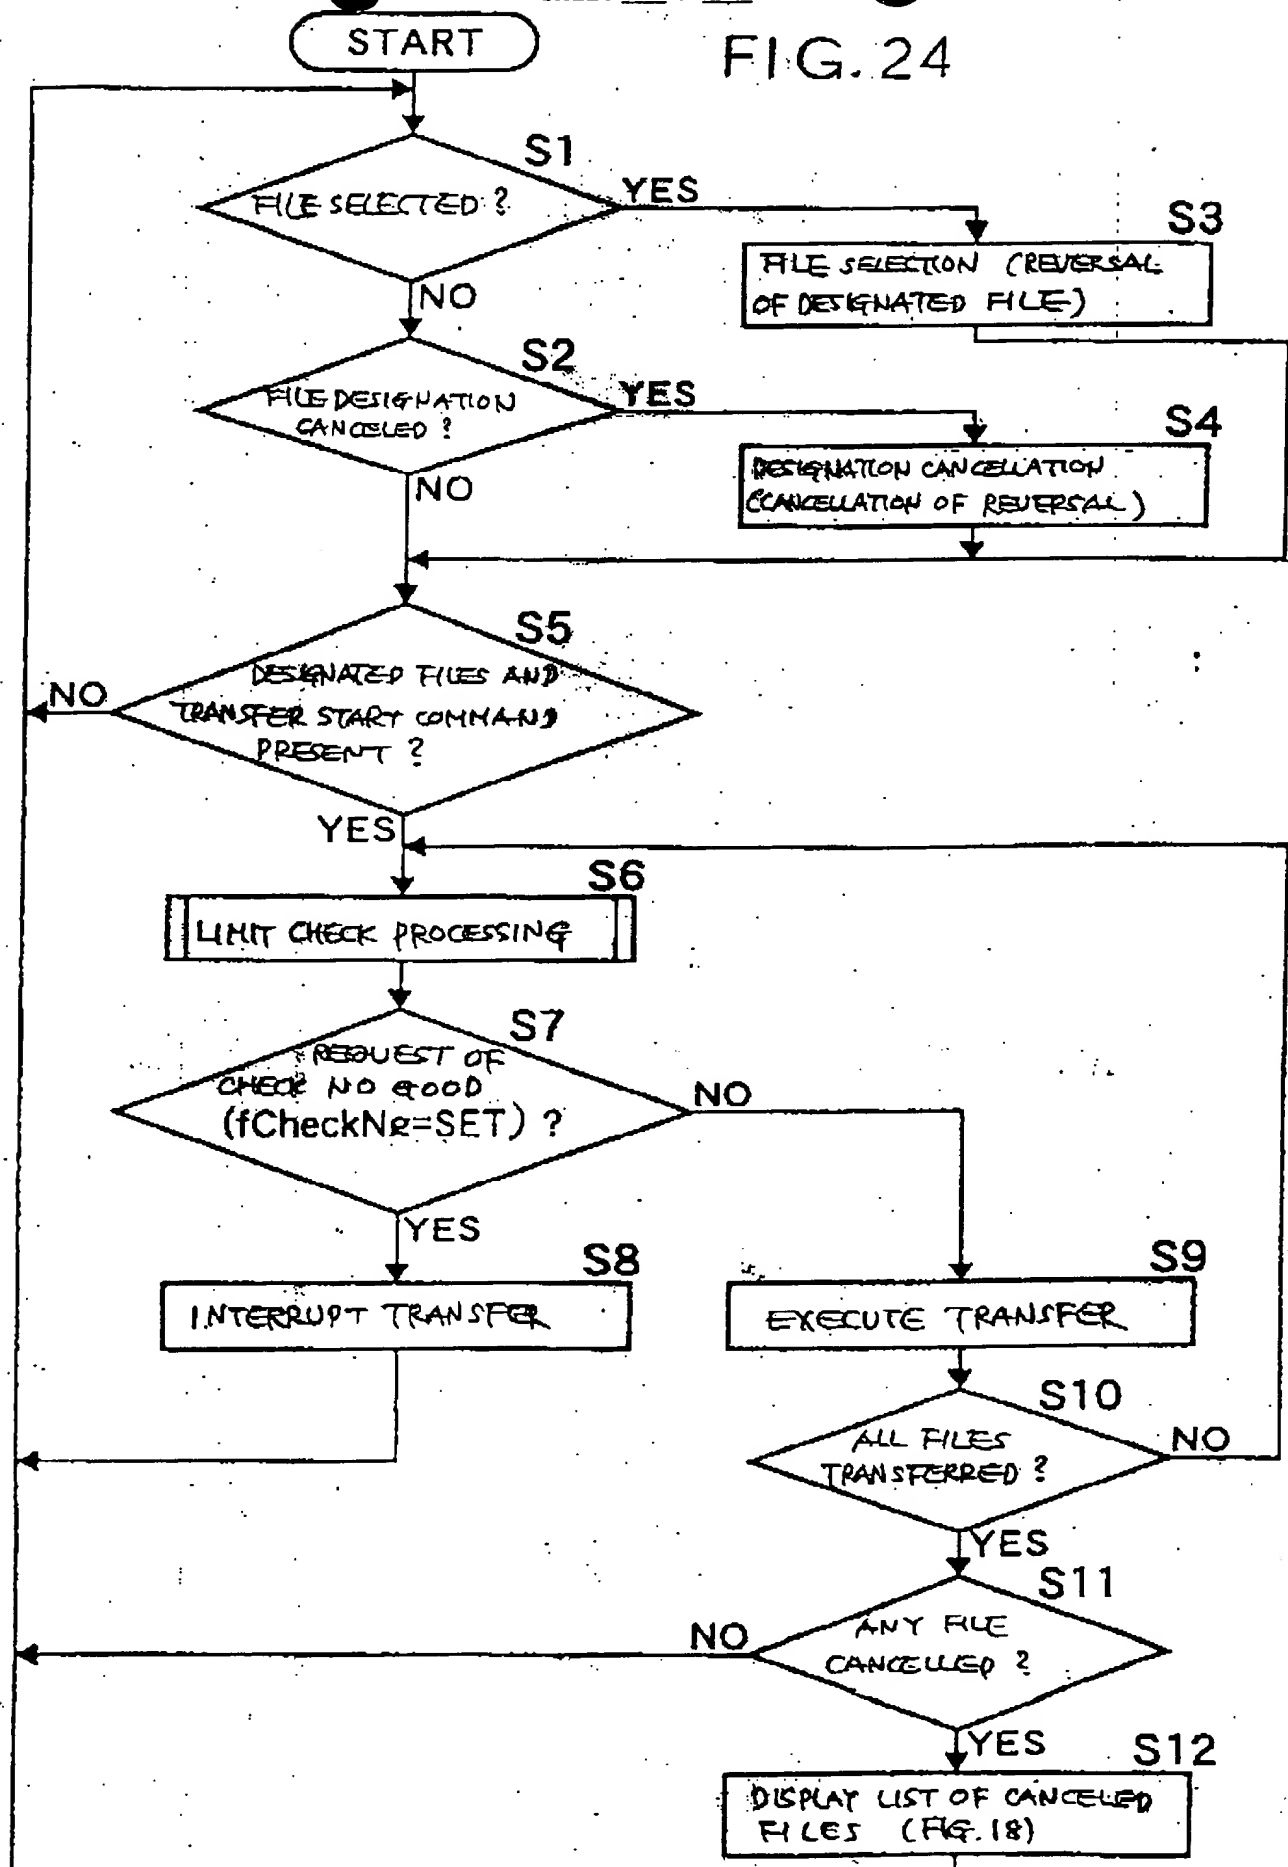 START
FIG. 24
S1
FILE SELECTED ?
YES
NO
S3
FILE SELECTION (REVERSAL
OF DESIGNATED FILE)
S2
FILE DESIGNATION
CANCELED ?
YES
NO
S4
DESIGNATION CANCELLATION
(CANCELLATION OF REVERSAL)
S5
DESIGNATED FILES AND
TRANSFER START COMMAND
PRESENT ?
NO
YES
S6
LIMIT CHECK PROCESSING
S7
REQUEST OF
CHECK NO GOOD
(fCheckNg=SET) ?
NO
YES
S8
INTERRUPT TRANSFER
S9
EXECUTE TRANSFER
S10
ALL FILES
TRANSFERRED ?
NO
YES
S11
ANY FILE
CANCELLED ?
NO
YES
S12
DISPLAY LIST OF CANCELED
FILES (FIG. 18)